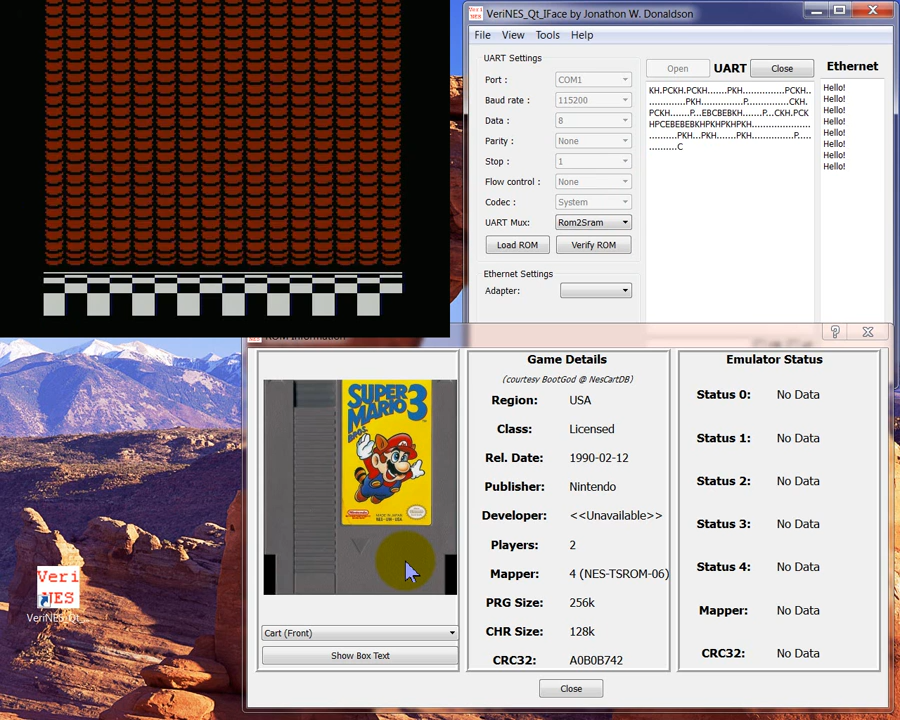 VeriNES_Qt_IFace by Jonathon W. Donaldson
File View Tools Help
UART Settings
Port : COM1
Baud rate : 115200
Data : 8
Parity : None
Stop : 1
Flow control : None
Codec : System
UART Mux: Rom2Sram
Load ROM Verify ROM
Ethernet Settings
Adapter:
Open UART Close
KH.PCKH.PCKH.......PKH...............PCKH..
..............PKH..............P..............CKH.
PCKH.......P...EBCBEBKH.......P...CKH.PCK
HPCEBEBEBKHPKHPKHPKH......................
...........PKH...PKH.......PKH...............P.....
...........C
Ethernet
Hello!
Hello!
Hello!
Hello!
Hello!
Hello!
Hello!
Hello!
ROM Information
SUPER
MARIO
BROS. 3
Nintendo
Cart (Front)
Show Box Text
Game Details
(courtesy BootGod @ NesCartDB)
Region: USA
Class: Licensed
Rel. Date: 1990-02-12
Publisher: Nintendo
Developer: <<Unavailable>>
Players: 2
Mapper: 4 (NES-TSROM-06)
PRG Size: 256k
CHR Size: 128k
CRC32: A0B0B742
Emulator Status
Status 0: No Data
Status 1: No Data
Status 2: No Data
Status 3: No Data
Status 4: No Data
Mapper: No Data
CRC32: No Data
Close
Veri
NES
VeriNES_Qt_